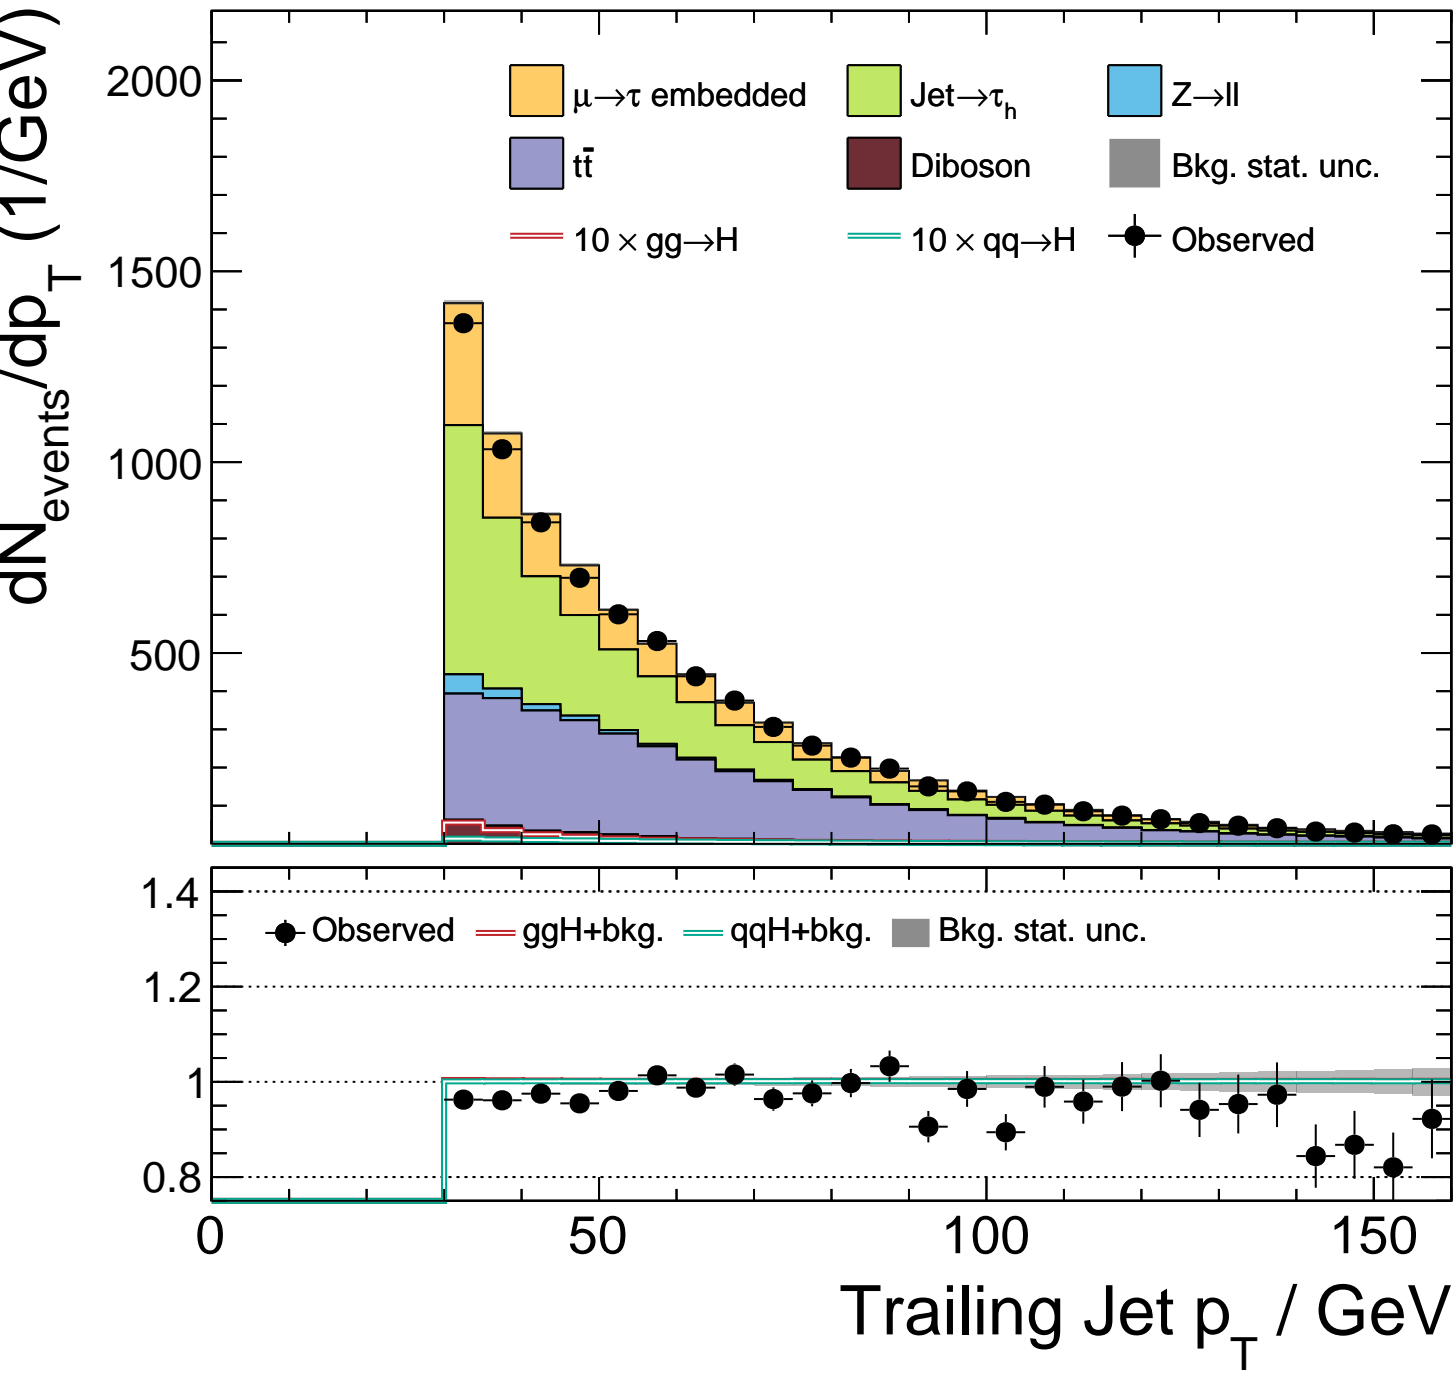 dN_events/dp_T (1/GeV)
2000
1500
1000
500
μ→τ embedded
Jet→τ_h
Z→ll
tt̄
Diboson
Bkg. stat. unc.
10 × gg→H
10 × qq→H
Observed
1.4
1.2
1
0.8
Observed
ggH+bkg.
qqH+bkg.
Bkg. stat. unc.
0
50
100
150
Trailing Jet p_T / GeV